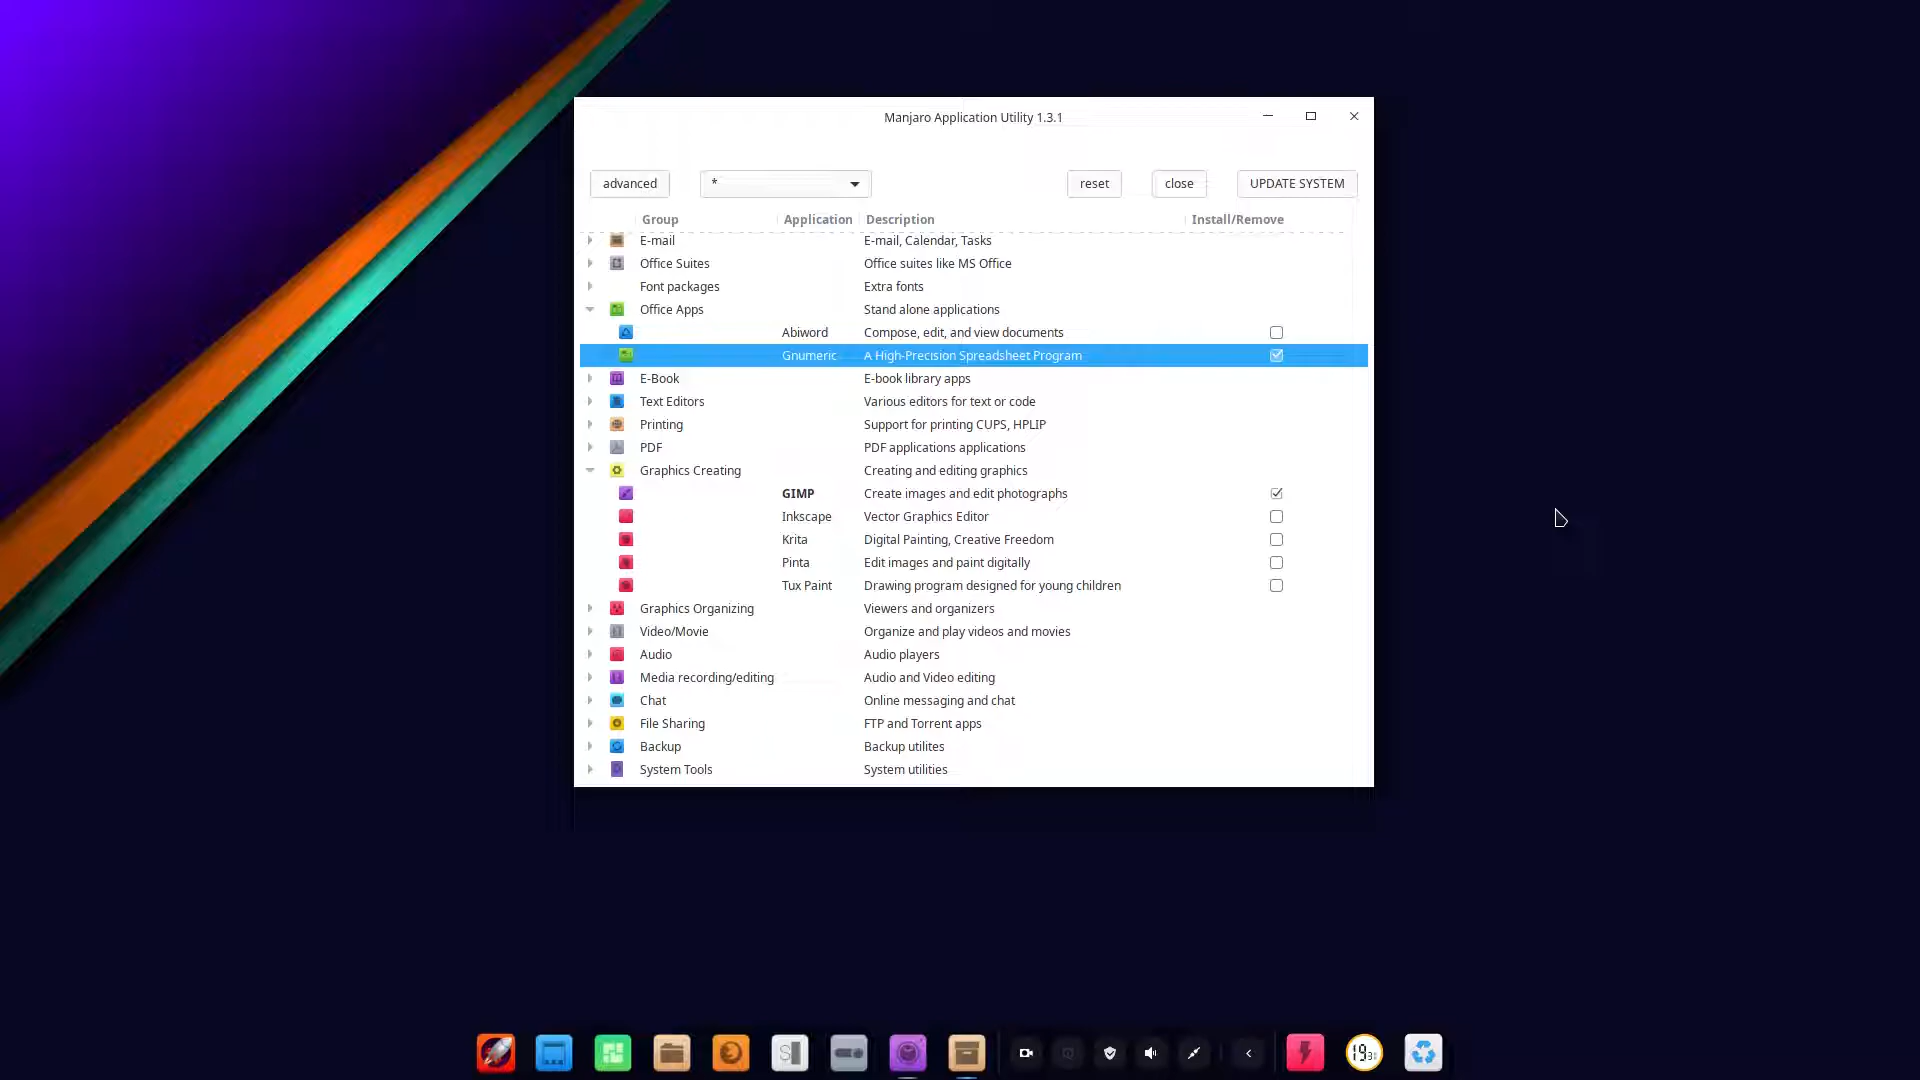 Manjaro Application Utility 1.3.1
advanced * reset close UPDATE SYSTEM
Group Application Description Install/Remove
E-mail E-mail, Calendar, Tasks
Office Suites Office suites like MS Office
Font packages Extra fonts
Office Apps Stand alone applications
Abiword Compose, edit, and view documents
Gnumeric A High-Precision Spreadsheet Program
E-Book E-book library apps
Text Editors Various editors for text or code
Printing Support for printing CUPS, HPLIP
PDF PDF applications applications
Graphics Creating Creating and editing graphics
GIMP Create images and edit photographs
Inkscape Vector Graphics Editor
Krita Digital Painting, Creative Freedom
Pinta Edit images and paint digitally
Tux Paint Drawing program designed for young children
Graphics Organizing Viewers and organizers
Video/Movie Organize and play videos and movies
Audio Audio players
Media recording/editing Audio and Video editing
Chat Online messaging and chat
File Sharing FTP and Torrent apps
Backup Backup utilites
System Tools System utilities